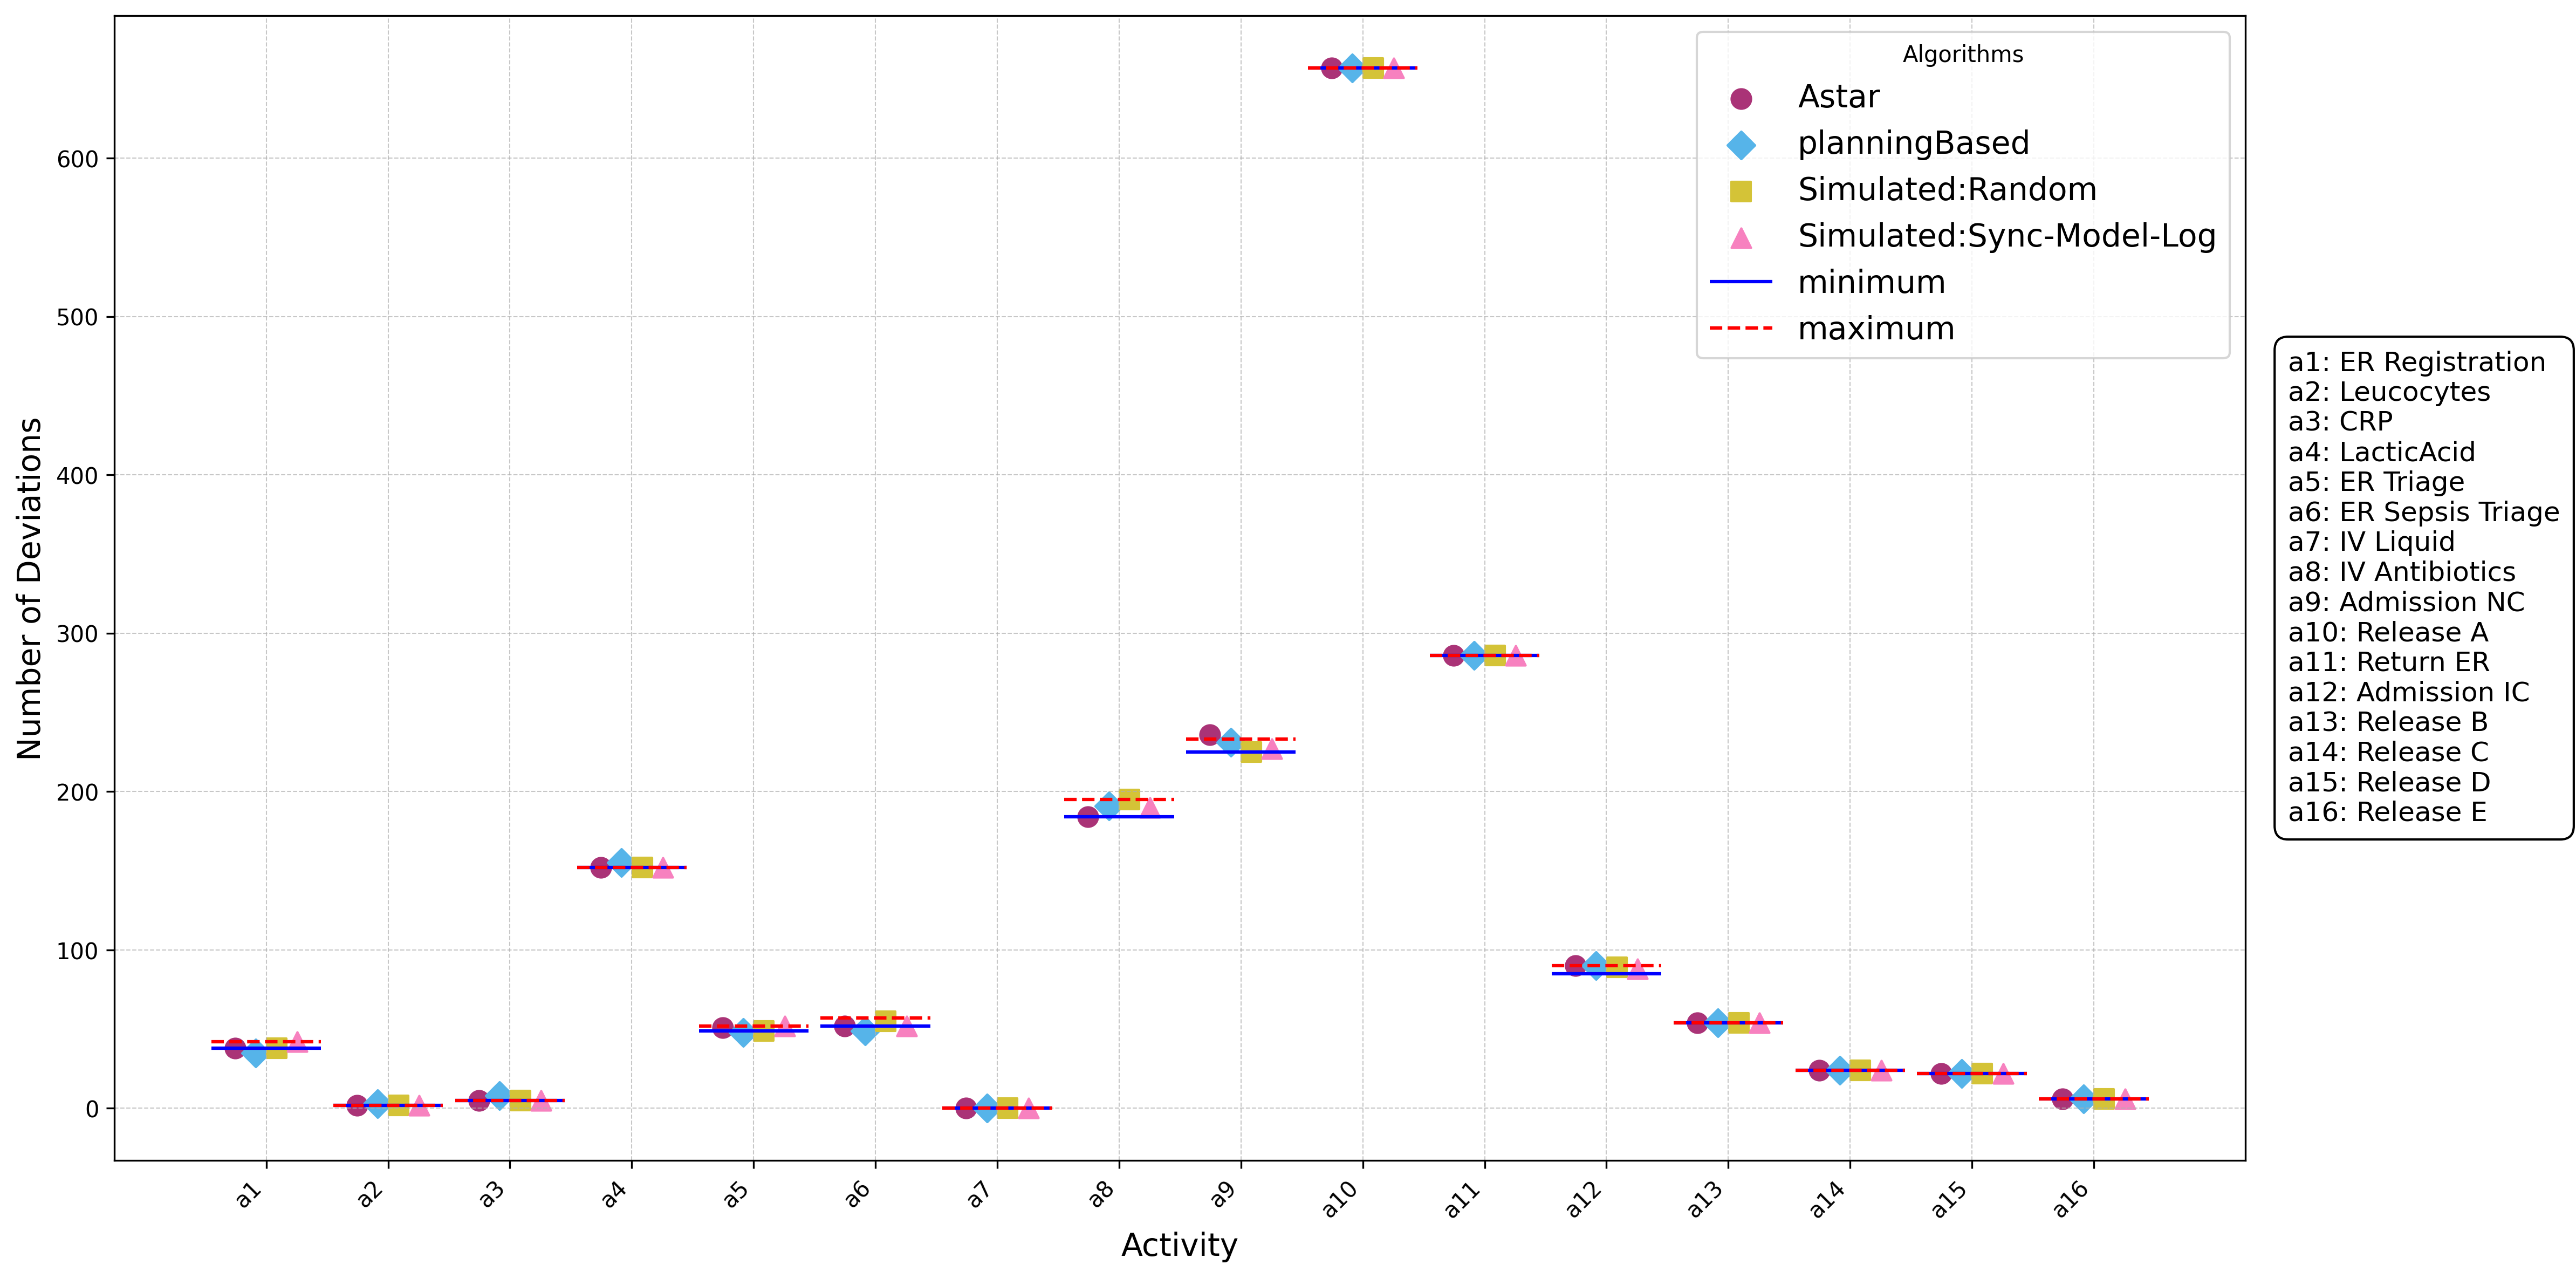 Number of Deviations
600
500
400
300
200
100
0
a1
a2
a3
a4
a5
a6
a7
a8
a9
a10
a11
a12
a13
a14
a15
a16
Activity
Algorithms
Astar
planningBased
Simulated:Random
Simulated:Sync-Model-Log
minimum
maximum
a1: ER Registration
a2: Leucocytes
a3: CRP
a4: LacticAcid
a5: ER Triage
a6: ER Sepsis Triage
a7: IV Liquid
a8: IV Antibiotics
a9: Admission NC
a10: Release A
a11: Return ER
a12: Admission IC
a13: Release B
a14: Release C
a15: Release D
a16: Release E